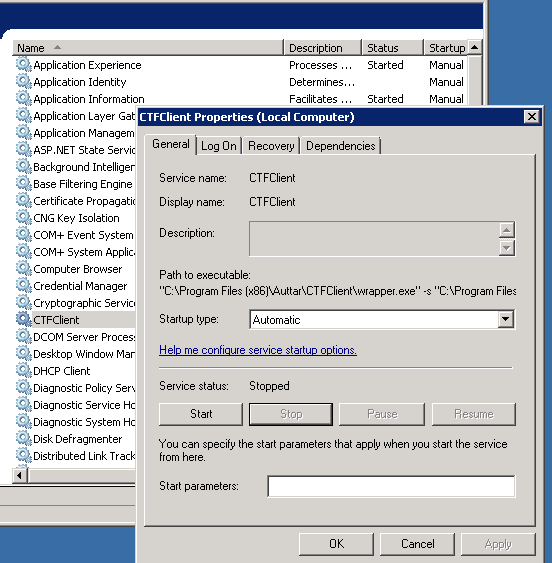 Name Description Status Startup
Application Experience Processes ... Started Manual
Application Identity Determines... Manual
Application Information Facilitates ... Started Manual
Application Layer Gat
Application Managem
ASP.NET State Servic
Background Intelligen
Base Filtering Engine
Certificate Propagatio
CNG Key Isolation
COM+ Event System
COM+ System Applic
Computer Browser
Credential Manager
Cryptographic Service
CTFClient
DCOM Server Process
Desktop Window Man
DHCP Client
Diagnostic Policy Serv
Diagnostic Service Ho
Diagnostic System Ho
Disk Defragmenter
Distributed Link Track
CTFClient Properties (Local Computer)
General Log On Recovery Dependencies
Service name: CTFClient
Display name: CTFClient
Description:
Path to executable:
"C:\Program Files (x86)\Auttar\CTFClient\wrapper.exe" -s "C:\Program Files
Startup type: Automatic
Help me configure service startup options.
Service status: Stopped
Start Stop Pause Resume
You can specify the start parameters that apply when you start the service
from here.
Start parameters:
OK Cancel Apply